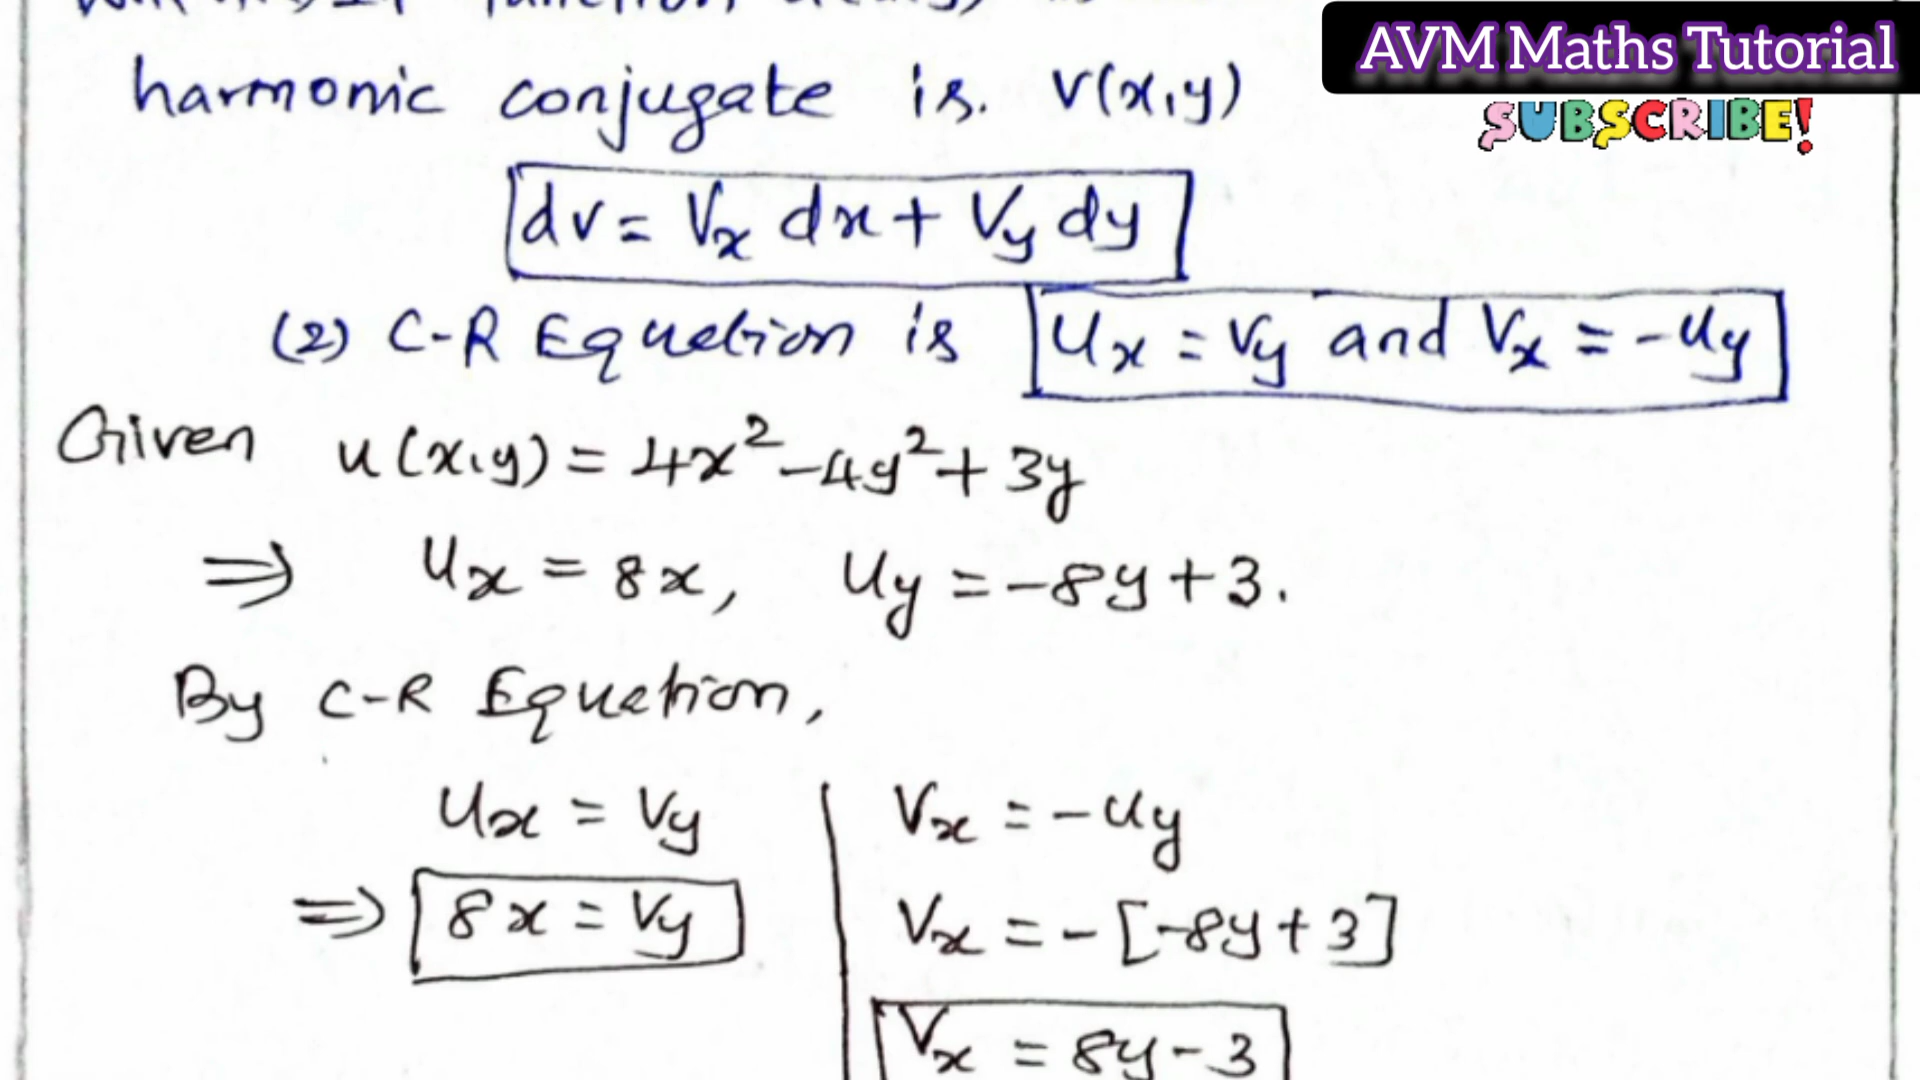 function
AVM Maths Tutorial
harmonic conjugate is. v(x,y)
SUBSCRIBE!
dv = Vx dx + Vy dy
(2) C-R Equation is Ux = Vy and Vx = -Uy
Given u(x,y) = 4x² - 4y² + 3y
⇒ Ux = 8x, Uy = -8y + 3.
By C-R Equation,
Ux = Vy
⇒ 8x = Vy
Vx = -Uy
Vx = -[-8y + 3]
Vx = 8y - 3